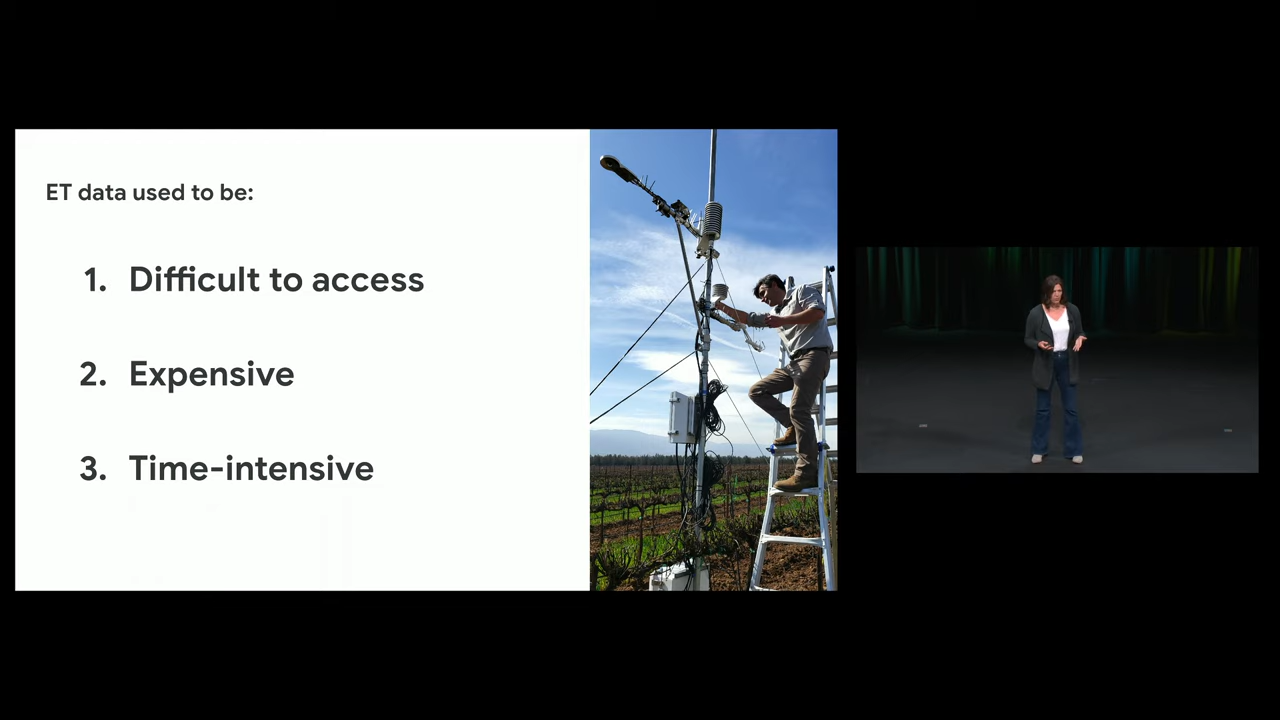 ET data used to be:
1. Difficult to access
2. Expensive
3. Time-intensive